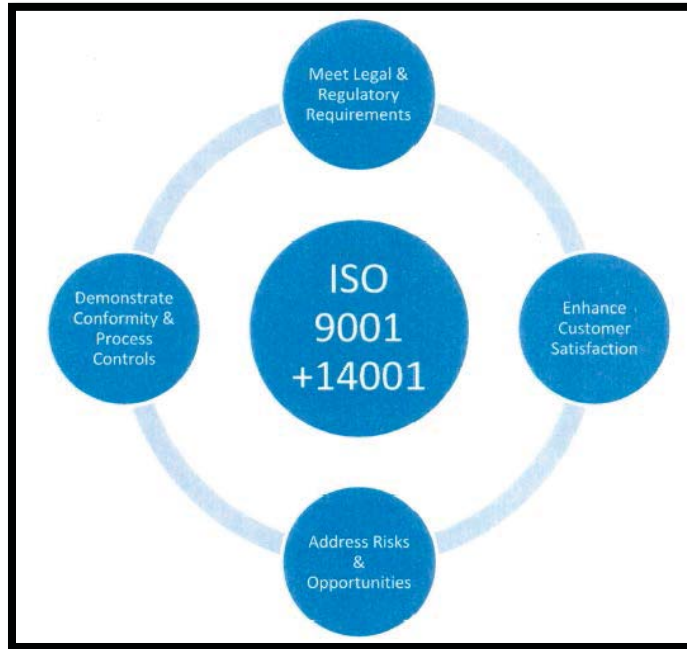 Meet Legal &
Regulatory
Requirements
Demonstrate
Conformity &
Process
Controls
ISO
9001
+14001
Enhance
Customer
Satisfaction
Address Risks
&
Opportunities